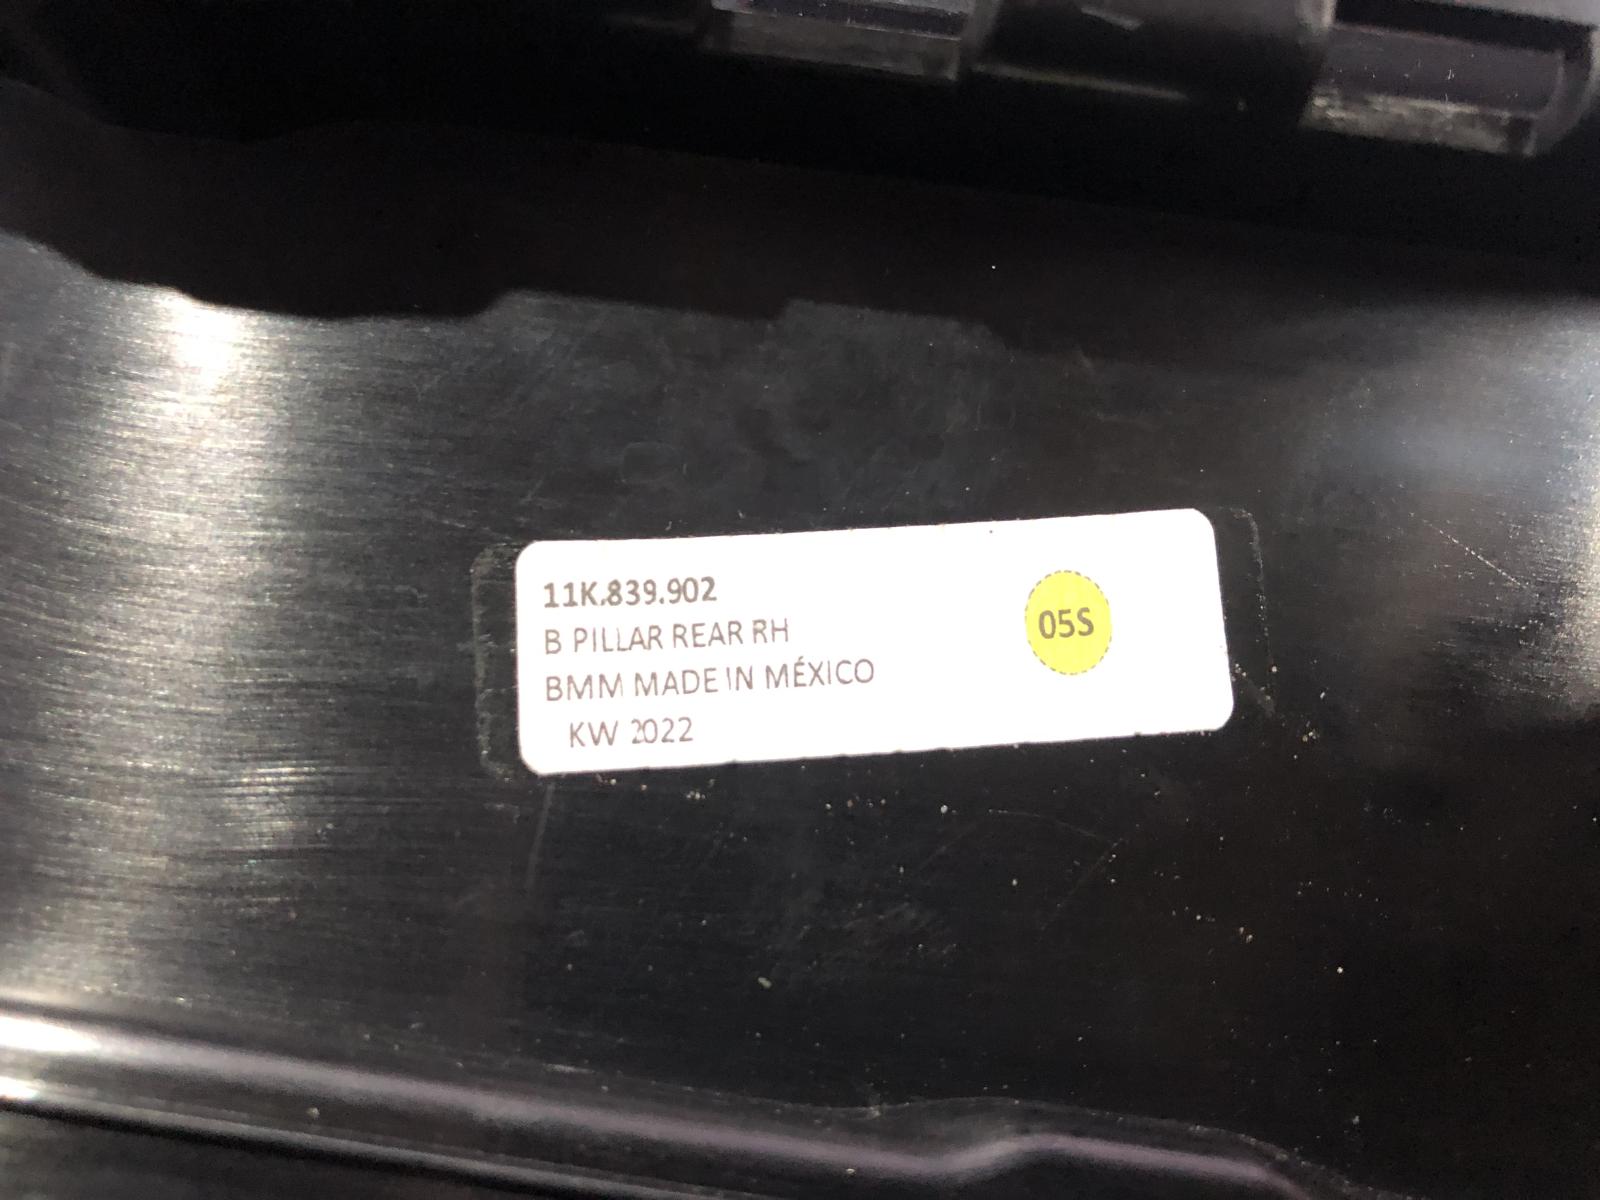 11K.839.902
B PILLAR REAR RH
BMM MADE IN MÉXICO
KW 2022
05S